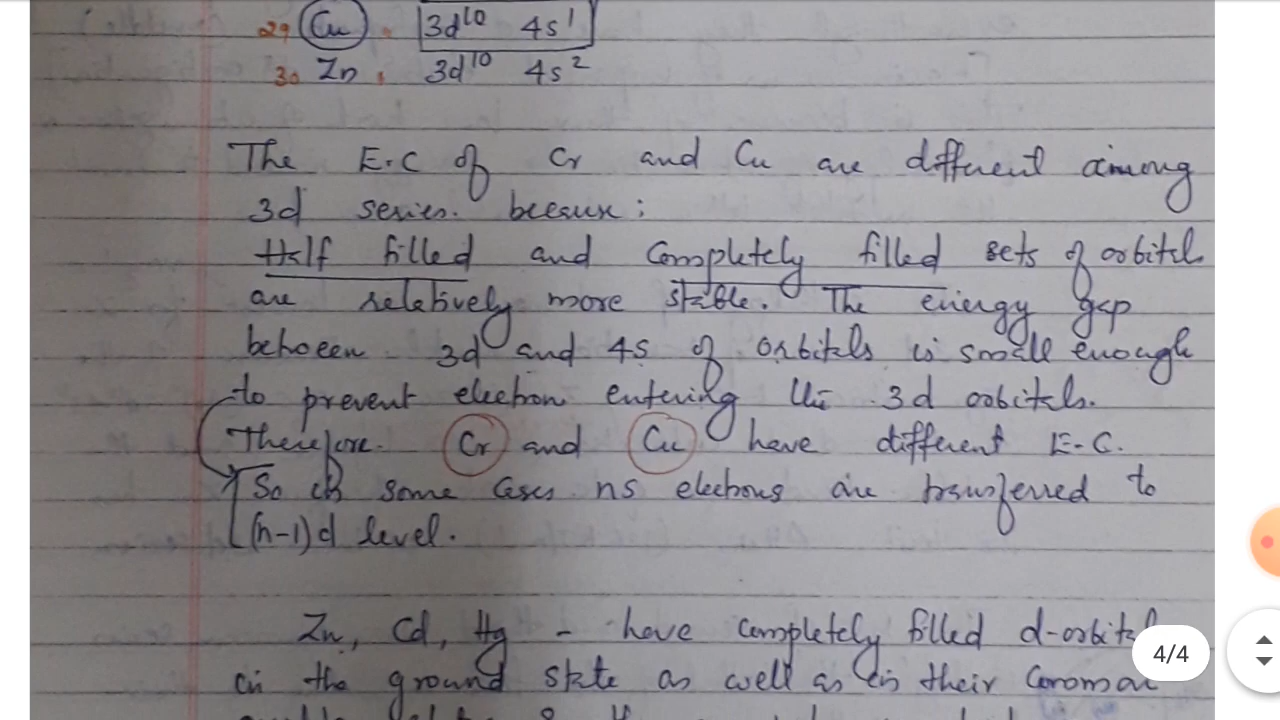 29 Cu : 3d10 4s1
30 Zn : 3d10 4s2
The E.C of Cr and Cu are different among
3d series. because:
Half filled and Completely filled sets of orbitals
are relatively more stable. The energy gap
between 3d and 4s of orbitals is small enough
to prevent electron entering the 3d orbitals.
Therefore. Cr and Cu have different E.C.
So in some cases ns electrons are transferred to
(n-1)d level.
Zn, Cd, Hg - have completely filled d-orbital
in the ground state as well as in their common
4/4